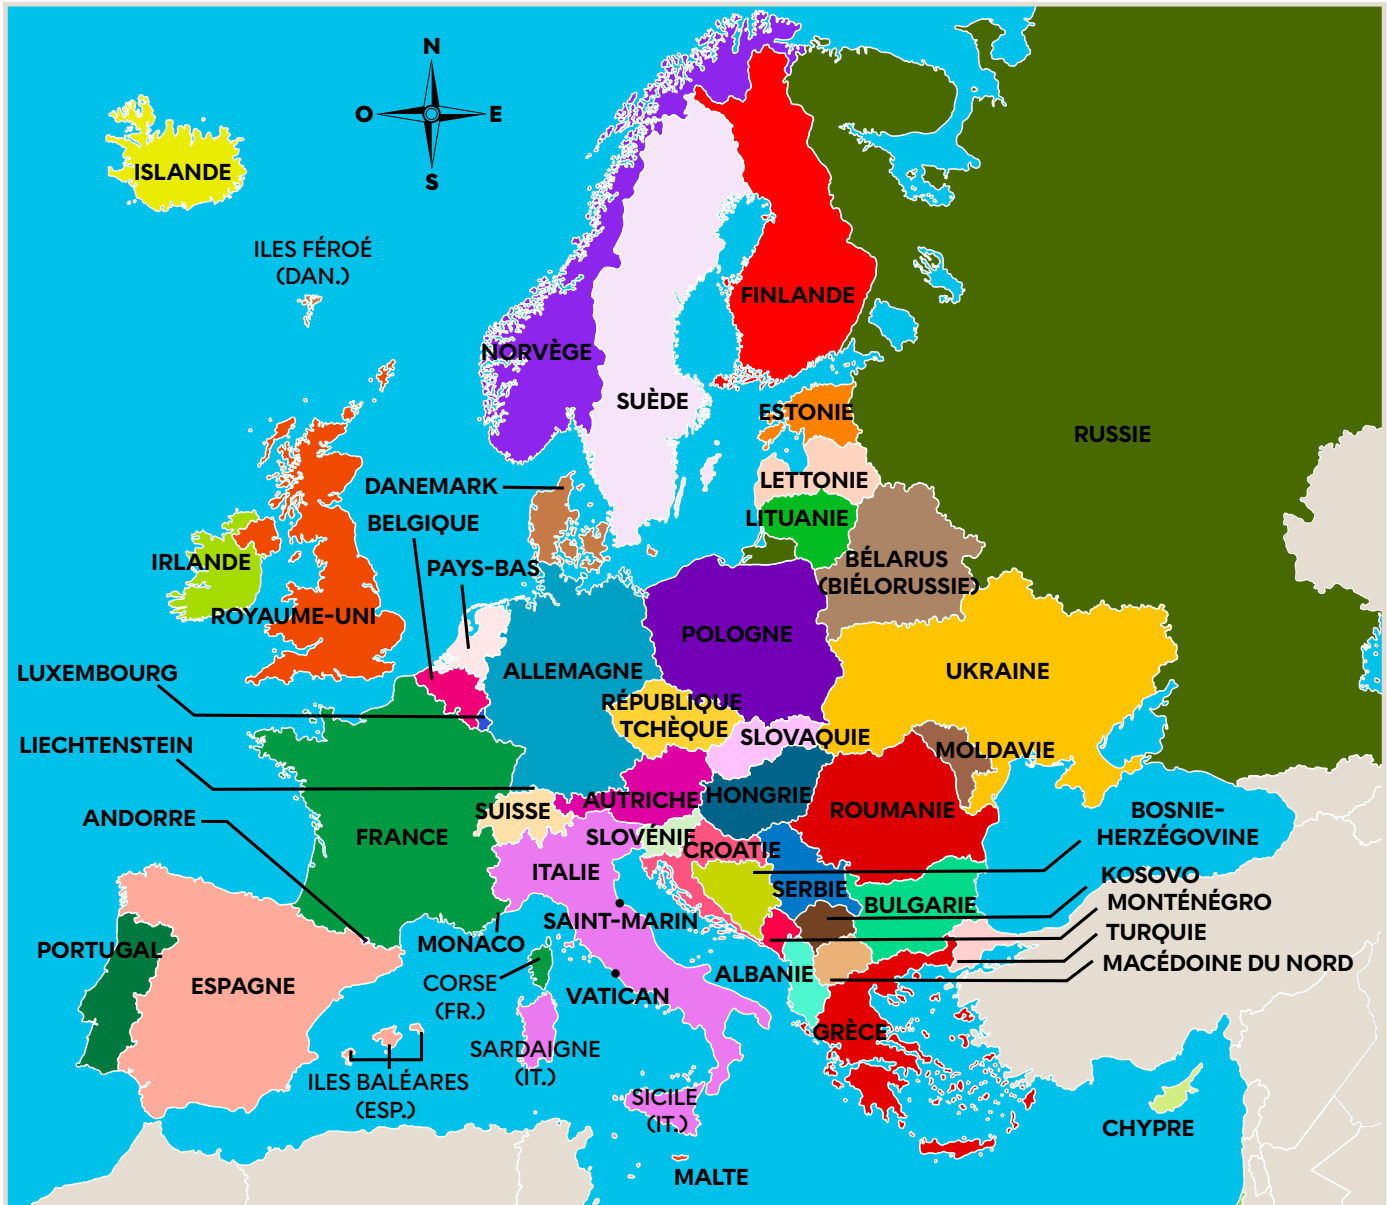 N
O
E
S
ISLANDE
ILES FÉROÉ
(DAN.)
FINLANDE
NORVÈGE
SUÈDE
ESTONIE
RUSSIE
LETTONIE
DANEMARK
LITUANIE
BELGIQUE
IRLANDE
PAYS-BAS
BÉLARUS
(BIÉLORUSSIE)
ROYAUME-UNI
POLOGNE
LUXEMBOURG
ALLEMAGNE
UKRAINE
RÉPUBLIQUE
TCHÈQUE
SLOVAQUIE
LIECHTENSTEIN
MOLDAVIE
ANDORRE
SUISSE
AUTRICHE
HONGRIE
ROUMANIE
BOSNIE-
HERZÉGOVINE
FRANCE
SLOVÉNIE
CROATIE
ITALIE
SERBIE
KOSOVO
BULGARIE
MONTÉNÉGRO
SAINT-MARIN
TURQUIE
PORTUGAL
MONACO
MACÉDOINE DU NORD
ESPAGNE
CORSE
(FR.)
VATICAN
ALBANIE
GRÈCE
SARDAIGNE
(IT.)
ILES BALÉARES
(ESP.)
SICILE
(IT.)
CHYPRE
MALTE